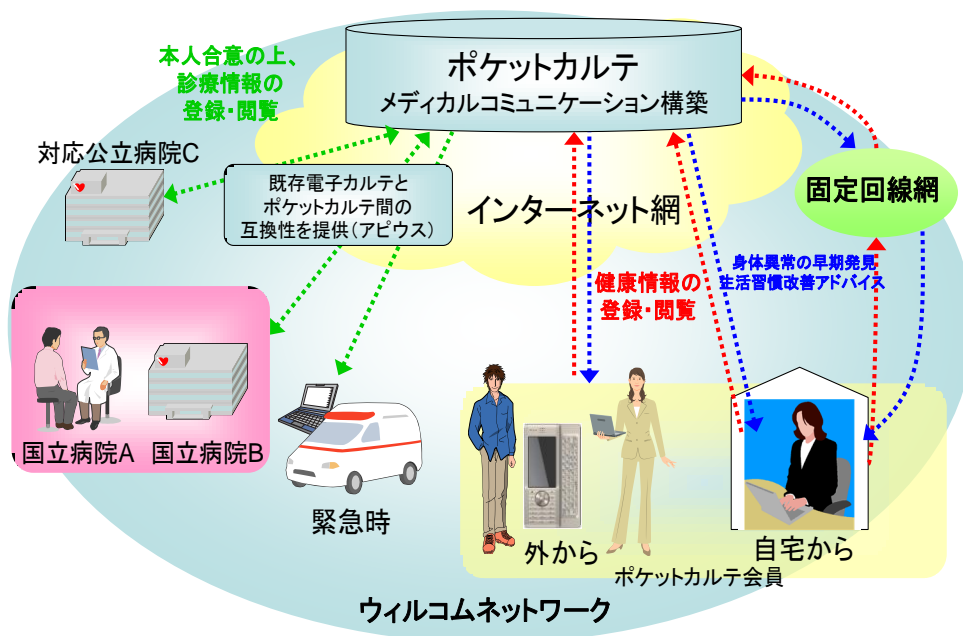 ポケットカルテ
メディカルコミュニケーション構築
本人合意の上、
診療情報の
登録・閲覧
対応公立病院C
既存電子カルテと
ポケットカルテ間の
互換性を提供(アピウス)
インターネット網
固定回線網
身体異常の早期発見
生活習慣改善アドバイス
健康情報の
登録・閲覧
国立病院A
国立病院B
緊急時
外から
自宅から
ポケットカルテ会員
ウィルコムネットワーク